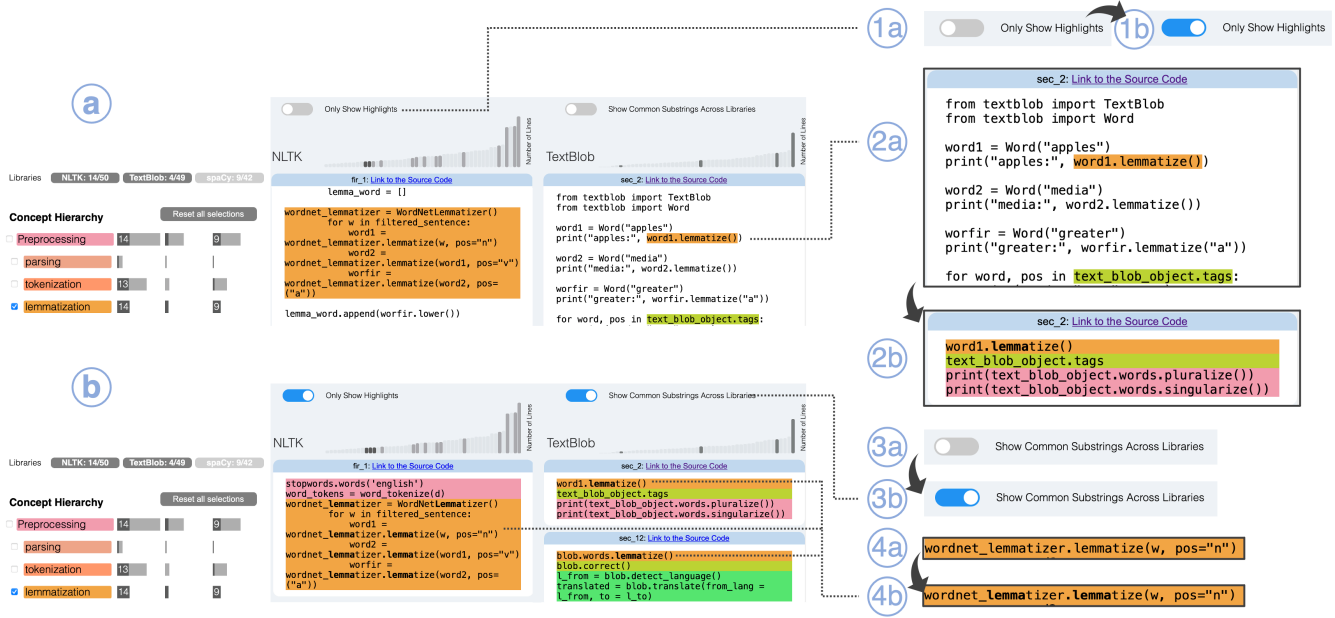 a
Only Show Highlights
Show Common Substrings Across Libraries
Number of Lines
Number of Lines
NLTK
TextBlob
Libraries NLTK: 14/50 TextBlob: 4/49 spaCy: 9/42
Concept Hierarchy Reset all selections
Preprocessing 14 9
parsing
tokenization 13
lemmatization 14 9
fir_1: Link to the Source Code
lemma_word = []
wordnet_lemmatizer = WordNetLemmatizer()
for w in filtered_sentence:
word1 =
wordnet_lemmatizer.lemmatize(w, pos="n")
word2 =
wordnet_lemmatizer.lemmatize(word1, pos="v")
worfir =
wordnet_lemmatizer.lemmatize(word2, pos=
("a"))
lemma_word.append(worfir.lower())
sec_2: Link to the Source Code
from textblob import TextBlob
from textblob import Word
word1 = Word("apples")
print("apples:", word1.lemmatize())
word2 = Word("media")
print("media:", word2.lemmatize())
worfir = Word("greater")
print("greater:", worfir.lemmatize("a"))
for word, pos in text_blob_object.tags:
b
Only Show Highlights
Show Common Substrings Across Libraries
Number of Lines
Number of Lines
NLTK
TextBlob
Libraries NLTK: 14/50 TextBlob: 4/49 spaCy: 9/42
Concept Hierarchy Reset all selections
Preprocessing 14 9
parsing
tokenization 13
lemmatization 14 9
fir_1: Link to the Source Code
stopwords.words('english')
word_tokens = word_tokenize(d)
wordnet_lemmatizer = WordNetLemmatizer()
for w in filtered_sentence:
word1 =
wordnet_lemmatizer.lemmatize(w, pos="n")
word2 =
wordnet_lemmatizer.lemmatize(word1, pos="v")
worfir =
wordnet_lemmatizer.lemmatize(word2, pos=
("a"))
sec_2: Link to the Source Code
word1.lemmatize()
text_blob_object.tags
print(text_blob_object.words.pluralize())
print(text_blob_object.words.singularize())
sec_12: Link to the Source Code
blob.words.lemmatize()
blob.correct()
l_from = blob.detect_language()
translated = blob.translate(from_lang =
l_from, to = l_to)
1a
Only Show Highlights
1b
Only Show Highlights
2a
sec_2: Link to the Source Code
from textblob import TextBlob
from textblob import Word
word1 = Word("apples")
print("apples:", word1.lemmatize())
word2 = Word("media")
print("media:", word2.lemmatize())
worfir = Word("greater")
print("greater:", worfir.lemmatize("a"))
for word, pos in text_blob_object.tags:
2b
sec_2: Link to the Source Code
word1.lemmatize()
text_blob_object.tags
print(text_blob_object.words.pluralize())
print(text_blob_object.words.singularize())
3a
Show Common Substrings Across Libraries
3b
Show Common Substrings Across Libraries
4a
wordnet_lemmatizer.lemmatize(w, pos="n")
4b
wordnet_lemmatizer.lemmatize(w, pos="n")